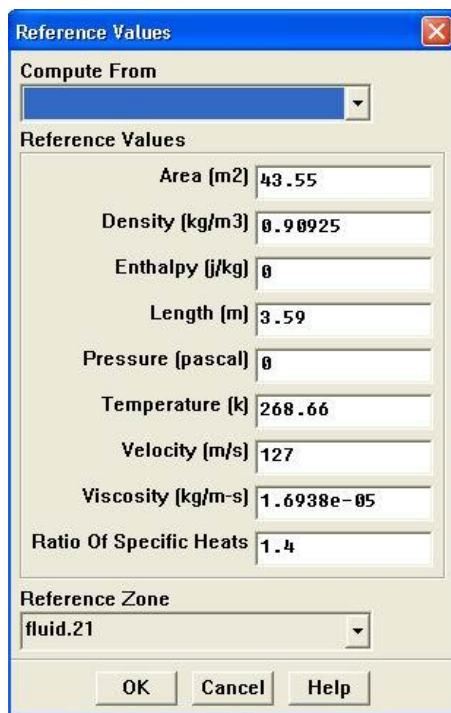 Reference Values
Compute From
Reference Values
Area (m2) 43.55
Density (kg/m3) 0.90925
Enthalpy (j/kg) 0
Length (m) 3.59
Pressure (pascal) 0
Temperature (k) 268.66
Velocity (m/s) 127
Viscosity (kg/m-s) 1.6938e-05
Ratio Of Specific Heats 1.4
Reference Zone
fluid.21
OK Cancel Help